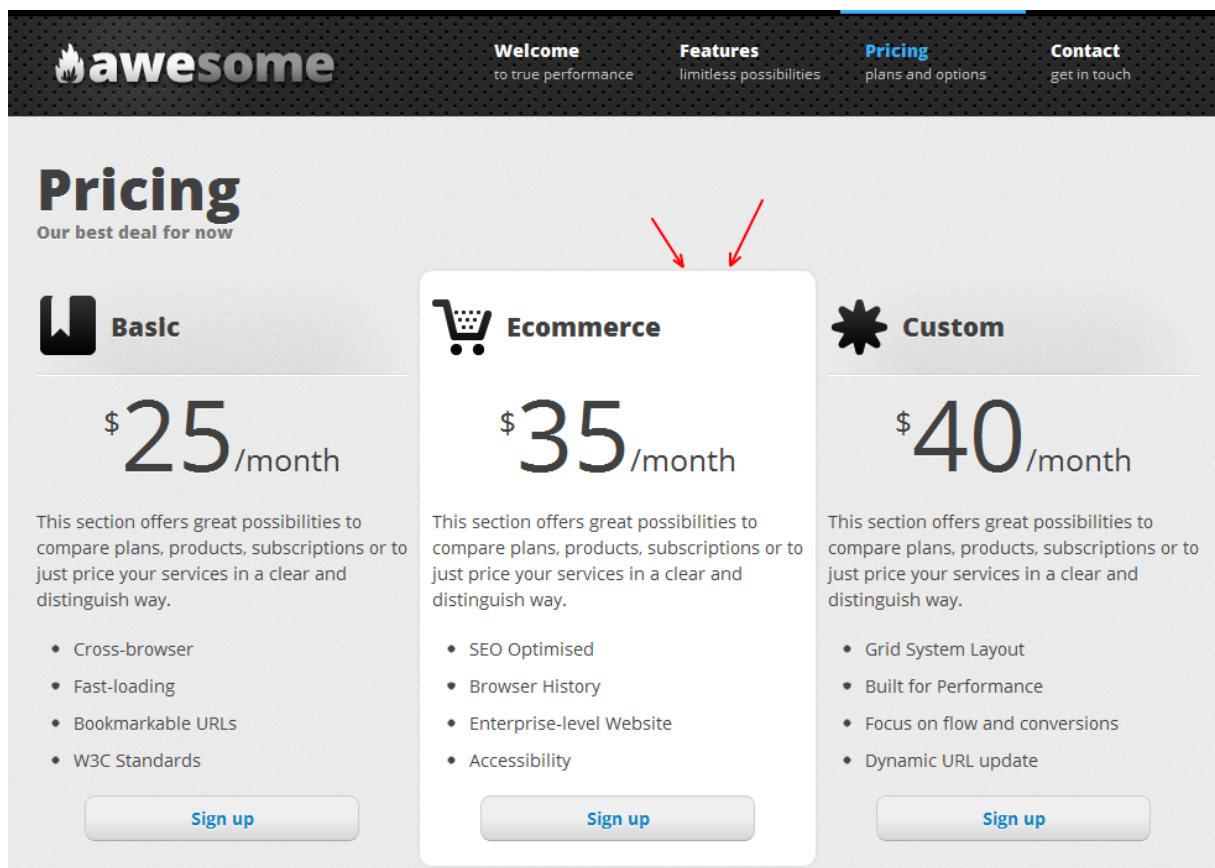 awesome
Welcome
to true performance
Features
limitless possibilities
Pricing
plans and options
Contact
get in touch
Pricing
Our best deal for now
Basic
$25/month
This section offers great possibilities to
compare plans, products, subscriptions or to
just price your services in a clear and
distinguish way.
Cross-browser
Fast-loading
Bookmarkable URLs
W3C Standards
Sign up
Ecommerce
$35/month
This section offers great possibilities to
compare plans, products, subscriptions or to
just price your services in a clear and
distinguish way.
SEO Optimised
Browser History
Enterprise-level Website
Accessibility
Sign up
Custom
$40/month
This section offers great possibilities to
compare plans, products, subscriptions or to
just price your services in a clear and
distinguish way.
Grid System Layout
Built for Performance
Focus on flow and conversions
Dynamic URL update
Sign up